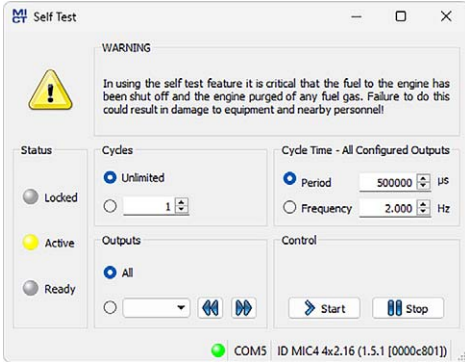 MICT Self Test
WARNING
In using the self test feature it is critical that the fuel to the engine has
been shut off and the engine purged of any fuel gas. Failure to do this
could result in damage to equipment and nearby personnel!
Status
Locked
Active
Ready
Cycles
Unlimited
1
Cycle Time - All Configured Outputs
Period 500000 µs
Frequency 2.000 Hz
Outputs
All
Control
Start Stop
COM5 ID MIC4 4x2.16 (1.5.1 [0000c801])